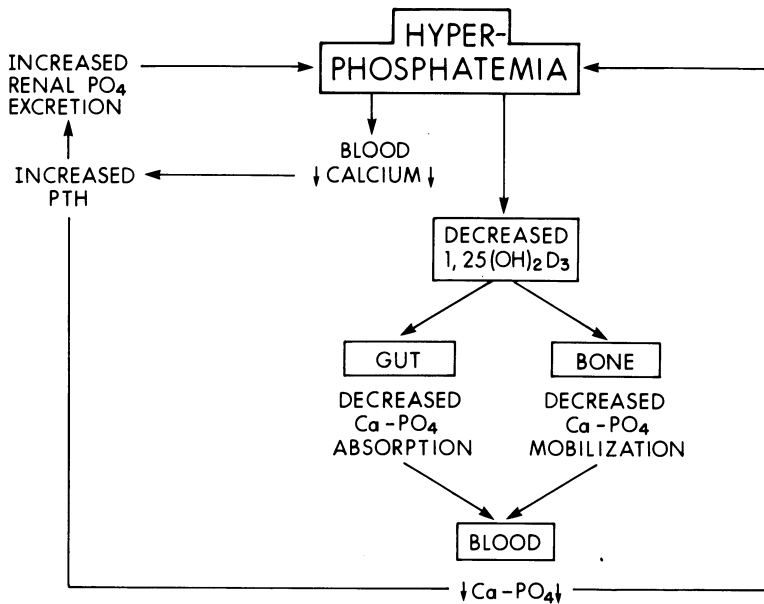 HYPER-
PHOSPHATEMIA
INCREASED
RENAL PO₄
EXCRETION
BLOOD
↓ CALCIUM ↓
INCREASED
PTH
DECREASED
1, 25(OH)₂D₃
GUT
BONE
DECREASED
Ca-PO₄
ABSORPTION
DECREASED
Ca-PO₄
MOBILIZATION
BLOOD
↓Ca-PO₄↓